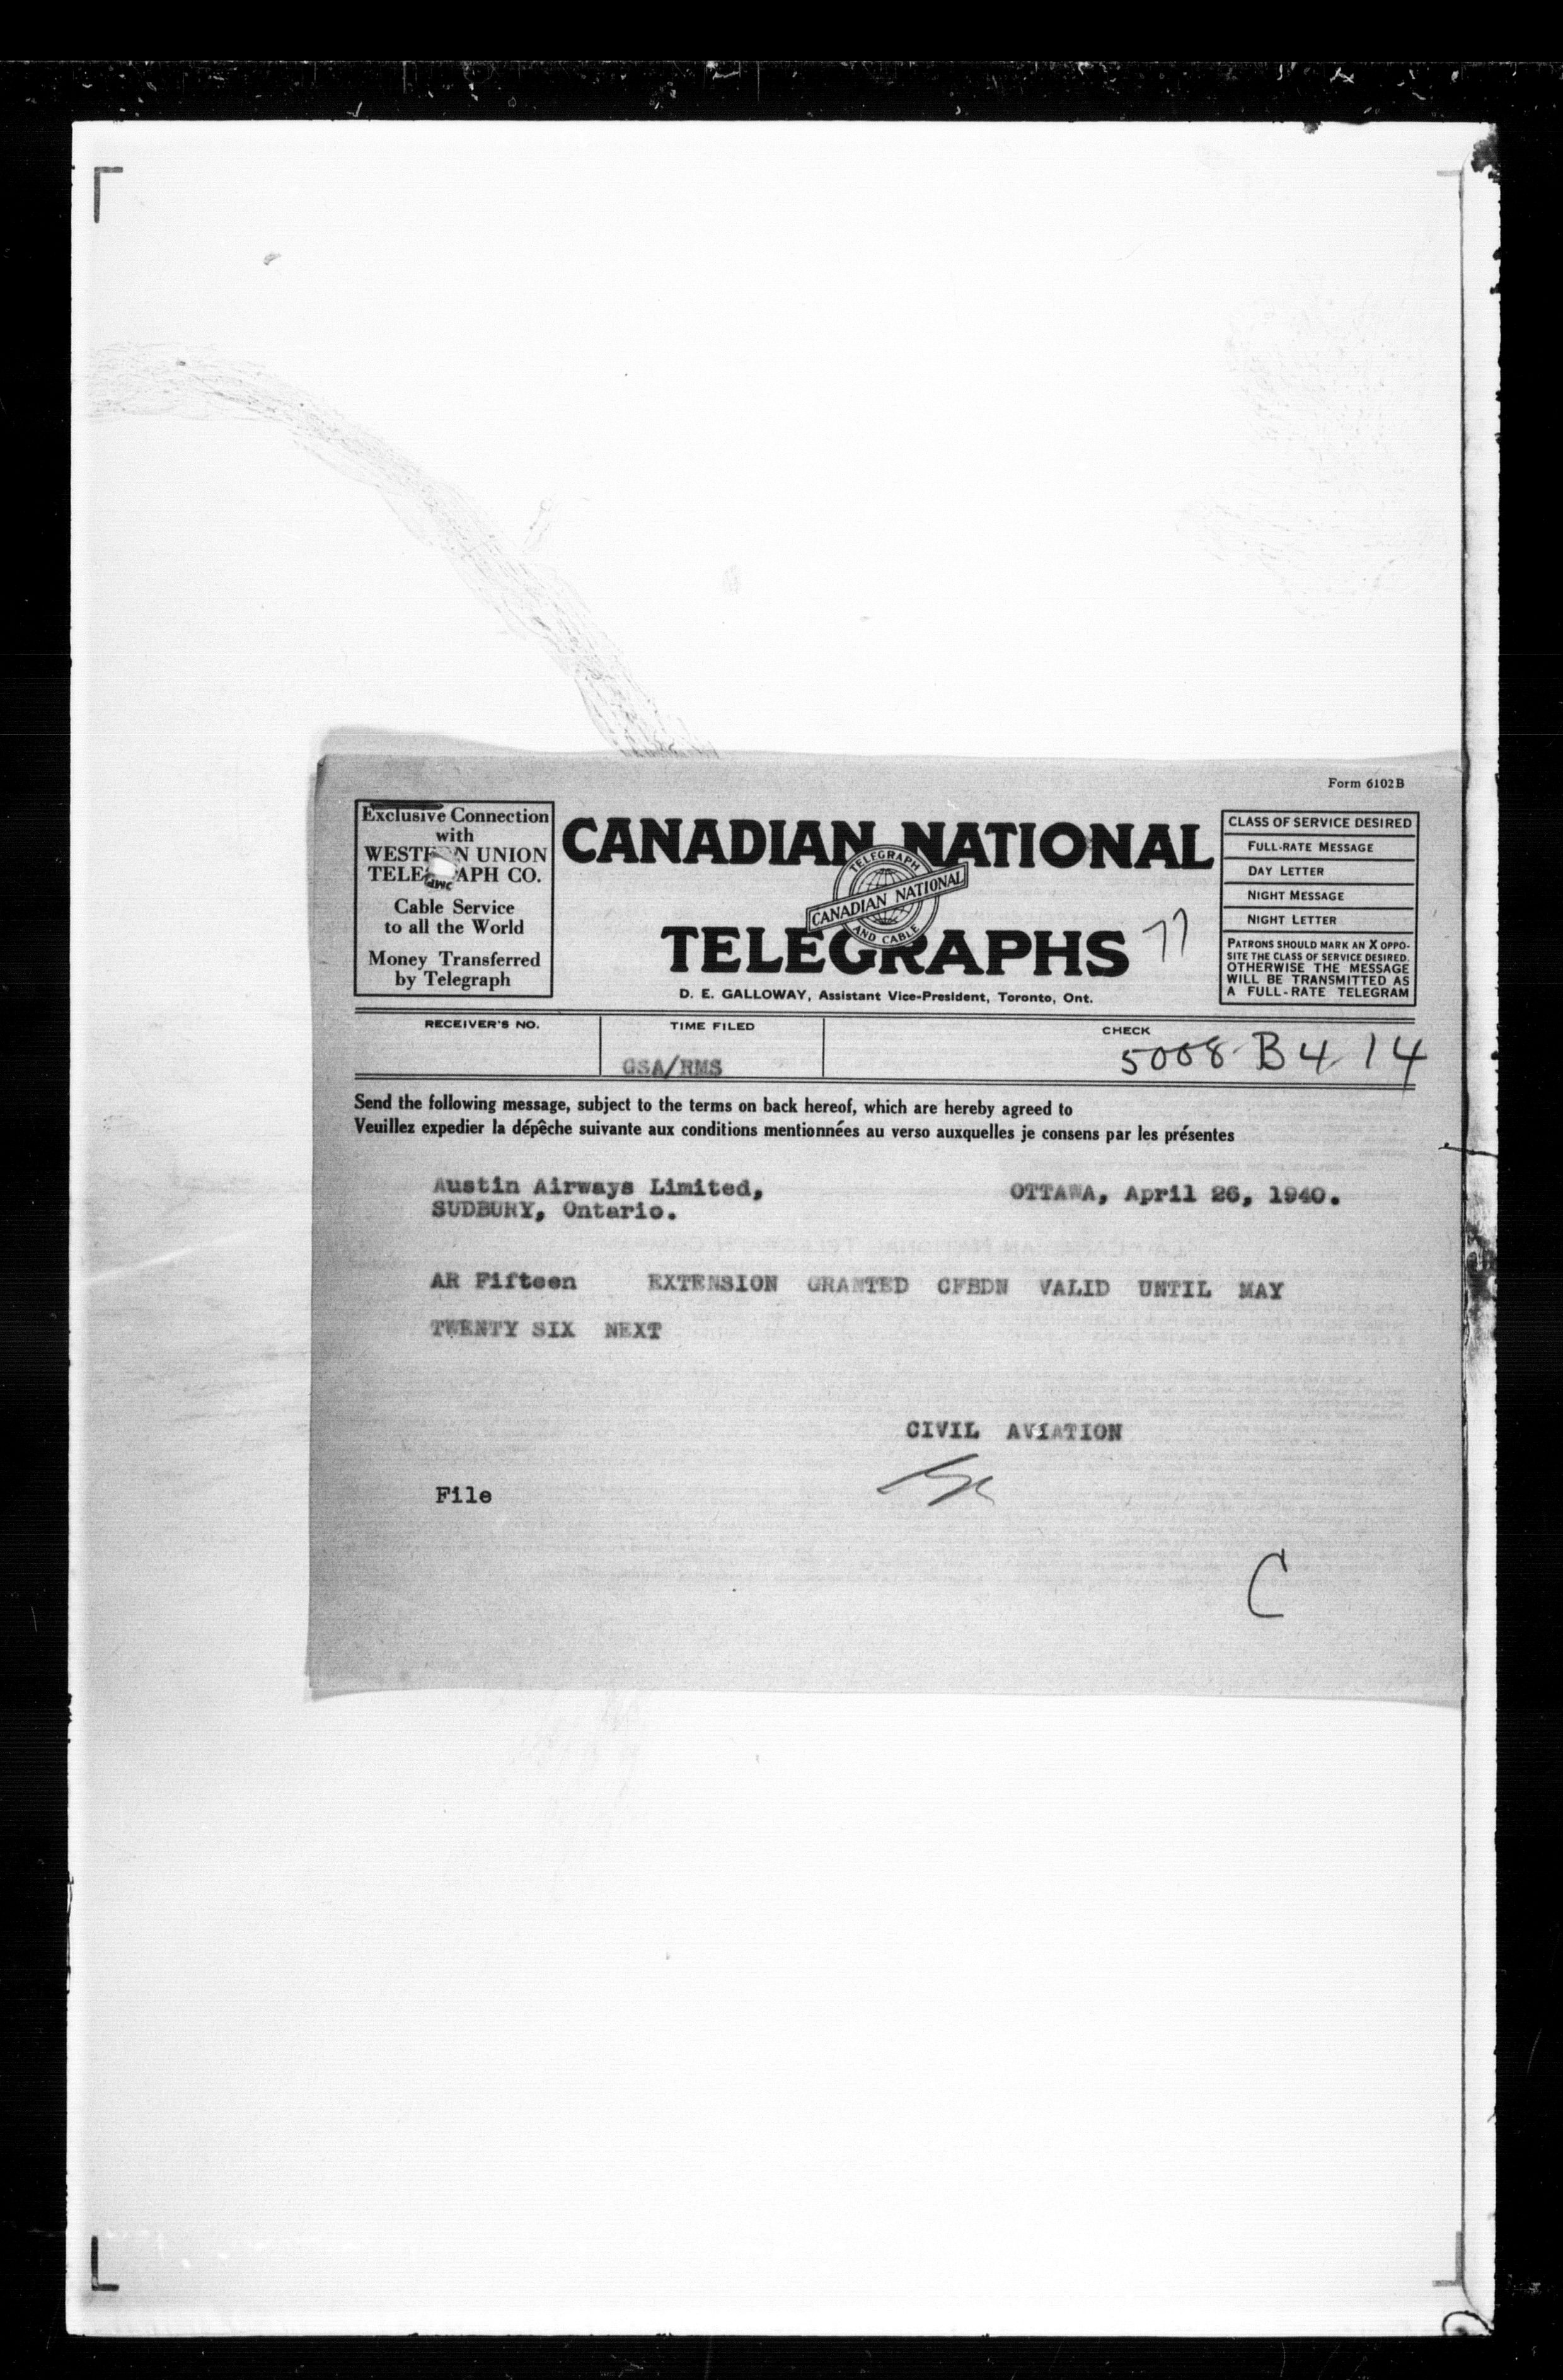 Form 6102B
Exclusive Connection
with
WESTERN UNION
TELEGRAPH CO.
Cable Service
to all the World
Money Transferred
by Telegraph
CANADIAN NATIONAL
TELEGRAPH
CANADIAN NATIONAL
AND CABLE
TELEGRAPHS
77
D. E. GALLOWAY, Assistant Vice-President, Toronto, Ont.
CLASS OF SERVICE DESIRED
FULL-RATE MESSAGE
DAY LETTER
NIGHT MESSAGE
NIGHT LETTER
PATRONS SHOULD MARK AN X OPPO-
SITE THE CLASS OF SERVICE DESIRED.
OTHERWISE THE MESSAGE
WILL BE TRANSMITTED AS
A FULL-RATE TELEGRAM
RECEIVER'S NO.
TIME FILED
CHECK
GSA/RMS
5008 B4 14
Send the following message, subject to the terms on back hereof, which are hereby agreed to
Veuillez expedier la dépêche suivante aux conditions mentionnées au verso auxquelles je consens par les présentes
Austin Airways Limited,
SUDBURY, Ontario.
OTTAWA, April 26, 1940.
AR Fifteen EXTENSION GRANTED CFBDN VALID UNTIL MAY
TWENTY SIX NEXT
CIVIL AVIATION
File
C